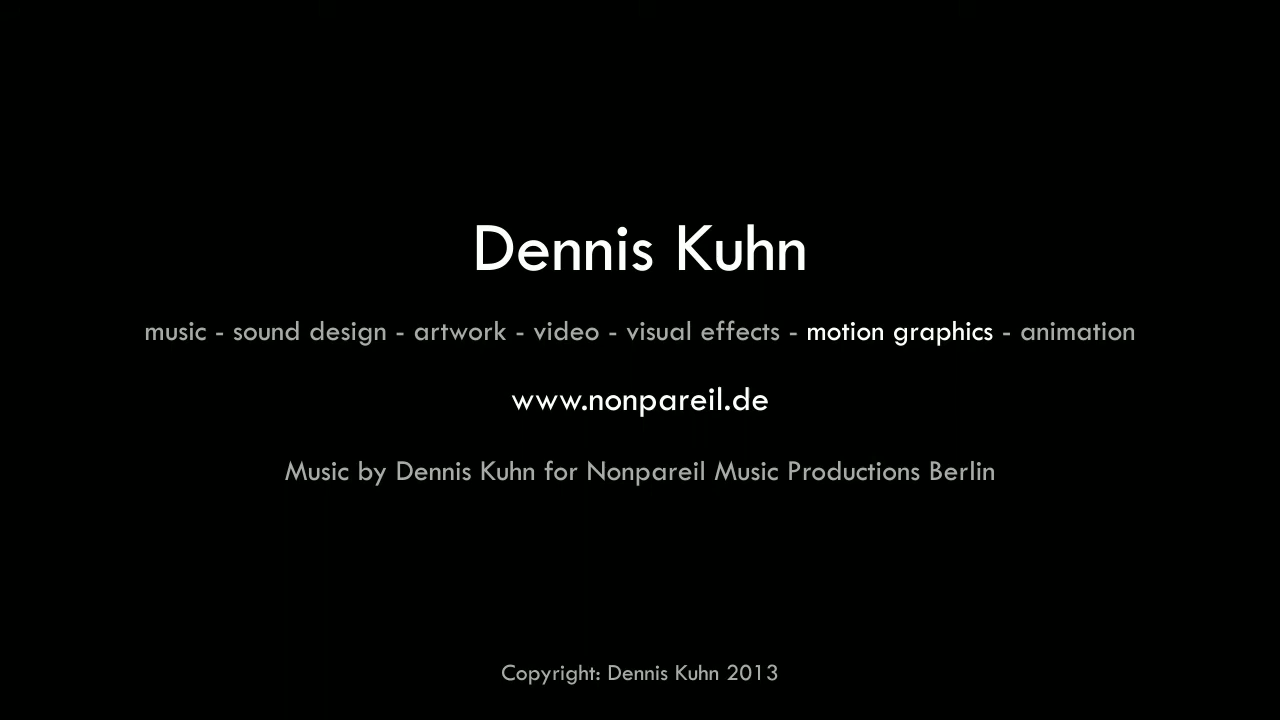 Dennis Kuhn
music - sound design - artwork - video - visual effects - motion graphics - animation
www.nonpareil.de
Music by Dennis Kuhn for Nonpareil Music Productions Berlin
Copyright: Dennis Kuhn 2013